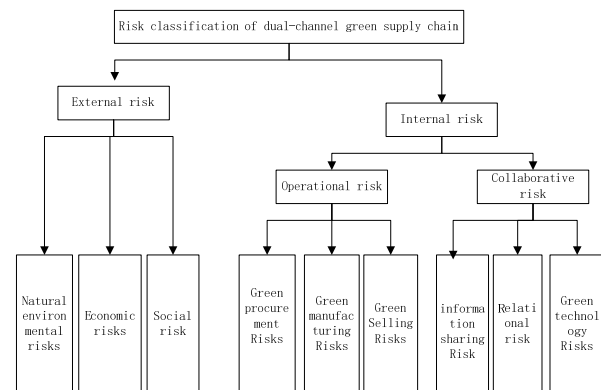 Risk classification of dual-channel green supply chain
External risk
Internal risk
Operational risk
Collaborative
risk
Natural
environ
mental
risks
Economic
risks
Social
risk
Green
procure
ment
Risks
Green
manufac
turing
Risks
Green
Selling
Risks
informa
tion
sharing
Risk
Relati
onal
risk
Green
technol
ogy
Risks